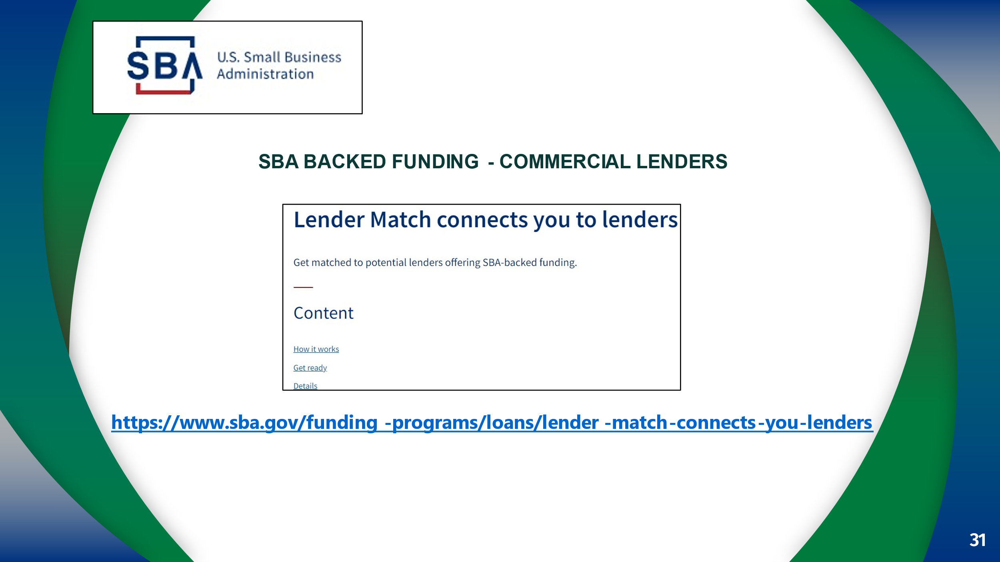 SBA U.S. Small Business
Administration
SBA BACKED FUNDING - COMMERCIAL LENDERS
Lender Match connects you to lenders
Get matched to potential lenders offering SBA-backed funding.
Content
How it works
Get ready
Details
https://www.sba.gov/funding -programs/loans/lender -match-connects-you-lenders
31